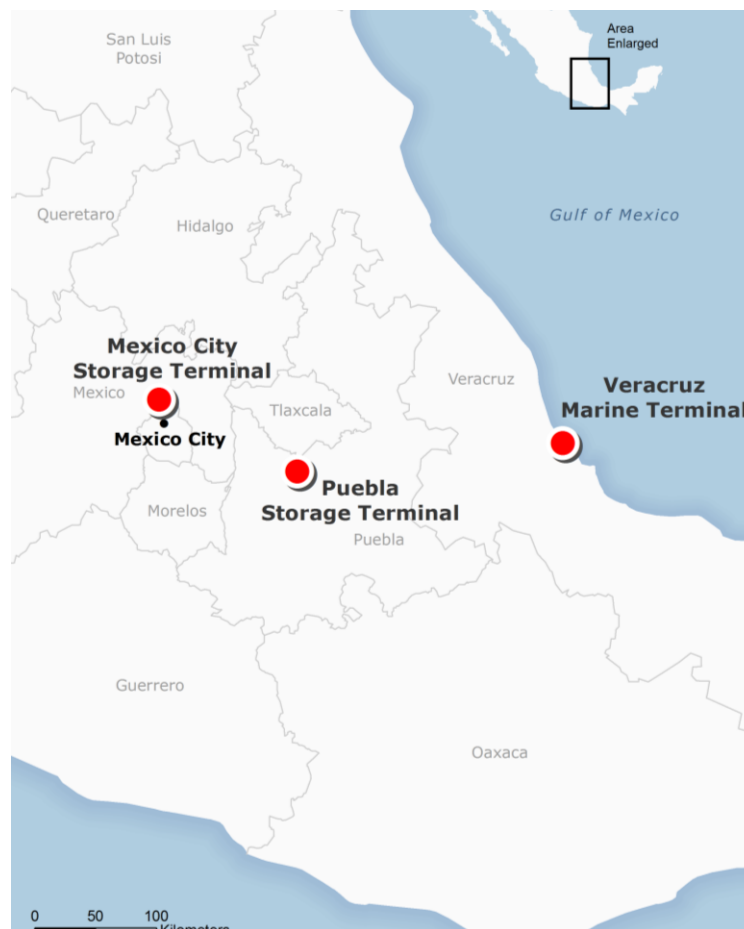 San Luis
Potosi
Area
Enlarged
Queretaro
Hidalgo
Gulf of Mexico
Mexico City
Storage Terminal
Mexico
Mexico City
Tlaxcala
Veracruz
Veracruz
Marine Terminal
Puebla
Storage Terminal
Morelos
Puebla
Guerrero
Oaxaca
0 50 100
Kilometers